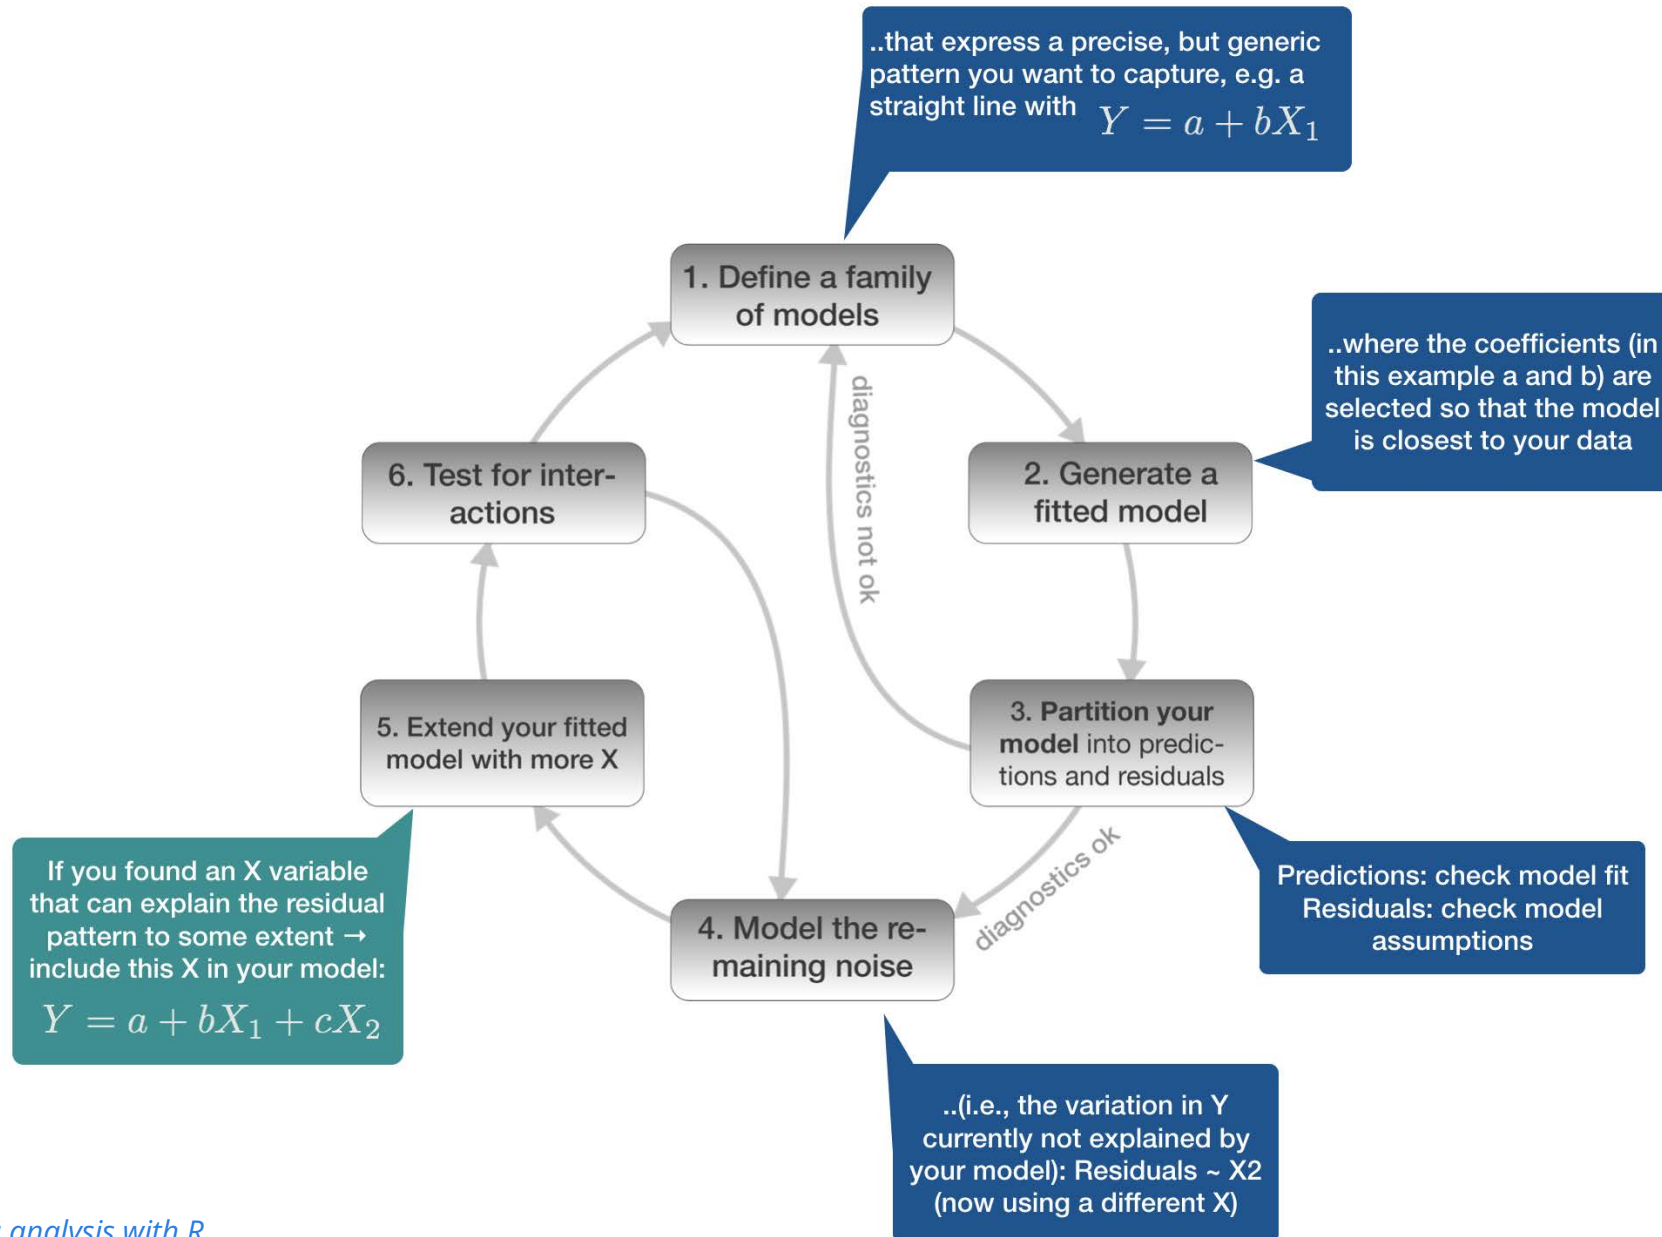 ..that express a precise, but generic
pattern you want to capture, e.g. a
straight line with Y = a + bX₁
1. Define a family
of models
..where the coefficients (in
this example a and b) are
selected so that the model
is closest to your data
diagnostics not ok
6. Test for inter-
actions
2. Generate a
fitted model
5. Extend your fitted
model with more X
3. Partition your
model into predic-
tions and residuals
diagnostics ok
If you found an X variable
that can explain the residual
pattern to some extent →
include this X in your model:
Y = a + bX₁ + cX₂
Predictions: check model fit
Residuals: check model
assumptions
4. Model the re-
maining noise
..(i.e., the variation in Y
currently not explained by
your model): Residuals ~ X2
(now using a different X)
analysis with R